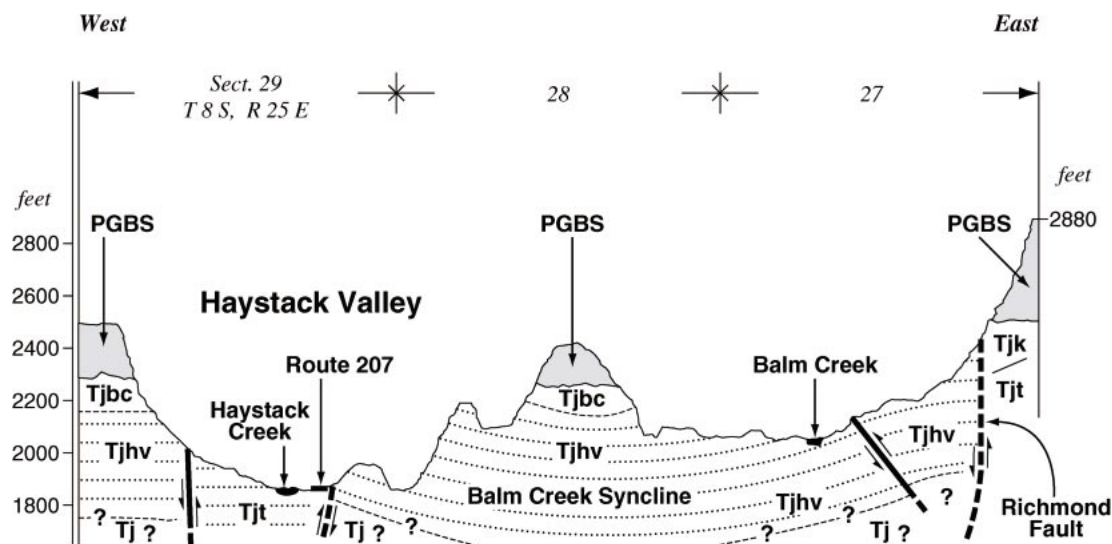 West
East
Sect. 29
T 8 S, R 25 E
28
27
feet
feet
PGBS
PGBS
PGBS
2880
2800
2600
Haystack Valley
2400
Route 207
Balm Creek
Tjk
Tjbc
Tjbc
Tjt
2200
Haystack
Creek
Tjhv
Tjhv
Tjhv
2000
Balm Creek Syncline
Tjhv
?
1800
?
Tjt
?
?
?
Richmond
Fault
Tj ?
Tj ?
?
Tj ?